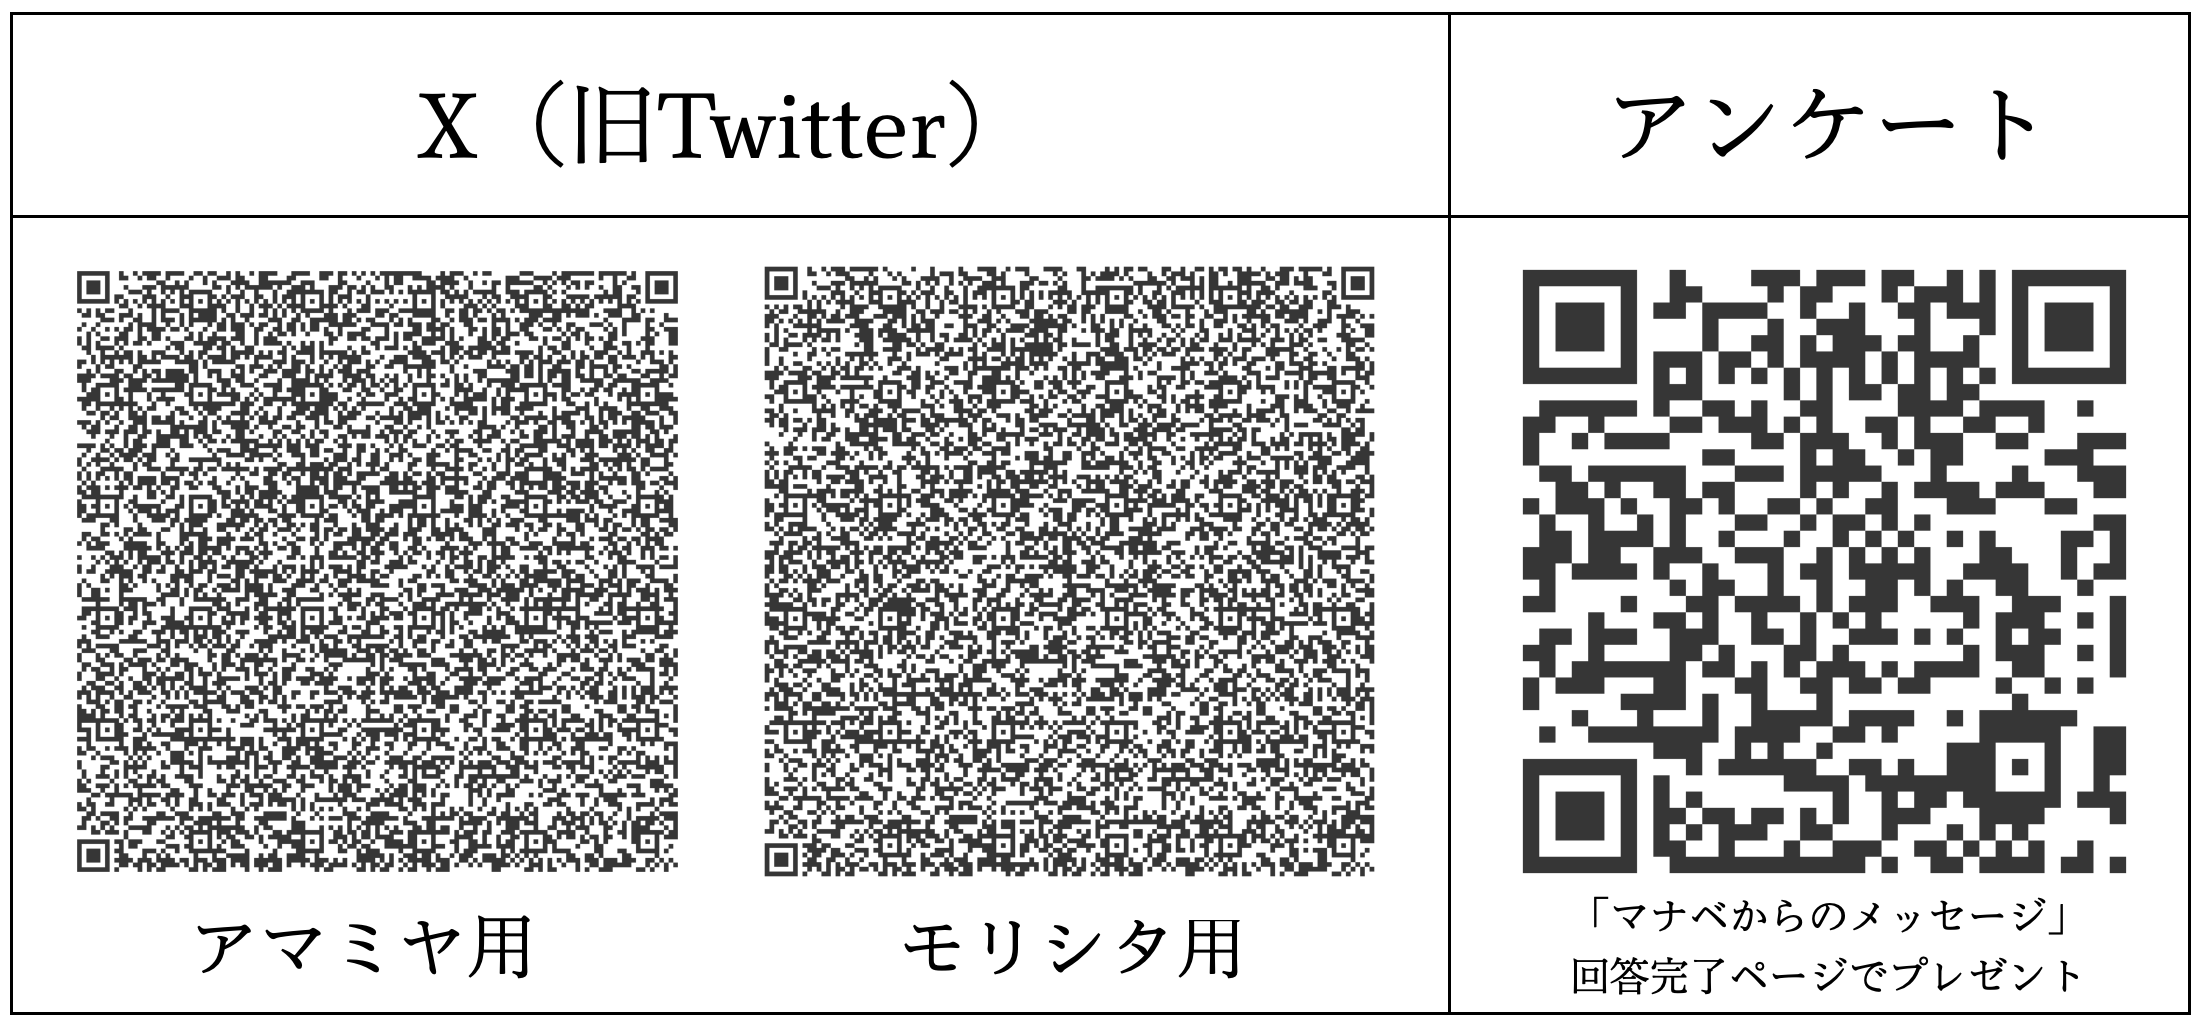 X（旧Twitter）
アンケート
アマミヤ用
モリシタ用
「マナベからのメッセージ」
回答完了ページでプレゼント